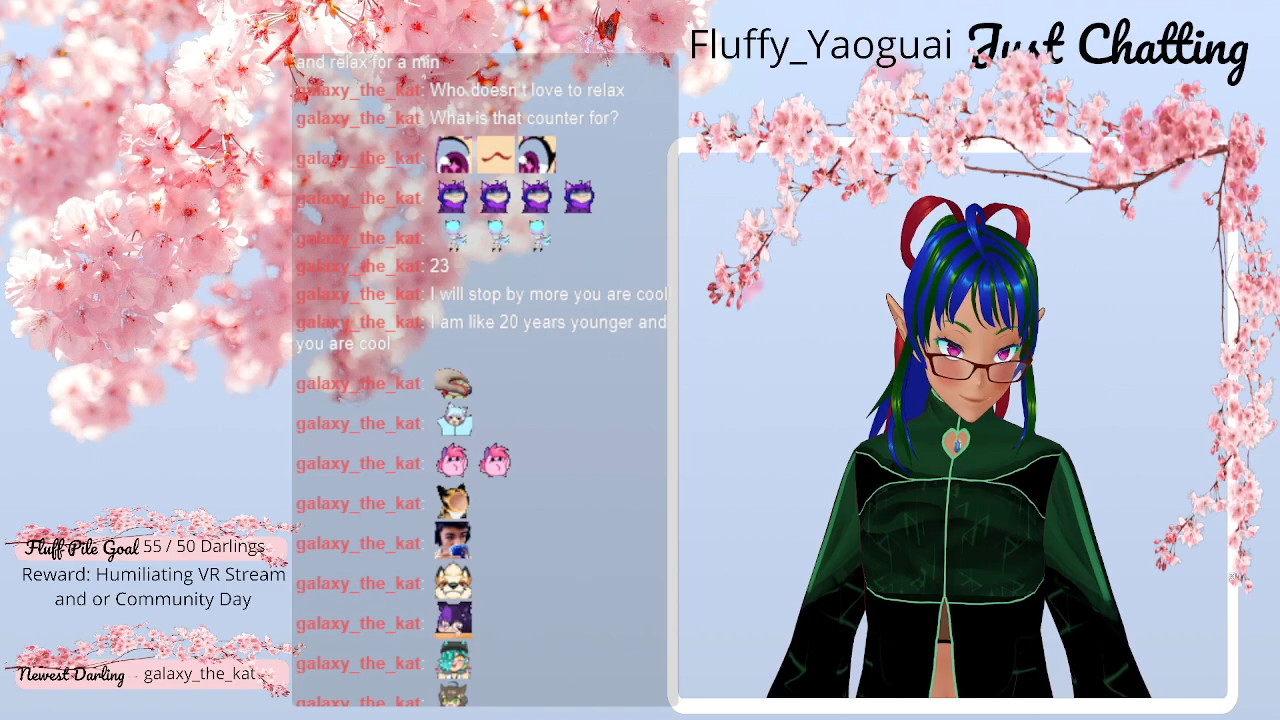 Fluffy_Yaoguai Just Chatting
and relax for a min
galaxy_the_kat: Who doesn't love to relax
galaxy_the_kat: What is that counter for?
galaxy_the_kat:
galaxy_the_kat:
galaxy_the_kat:
galaxy_the_kat: 23
galaxy_the_kat: I will stop by more you are cool
galaxy_the_kat: I am like 20 years younger and
you are cool
galaxy_the_kat:
galaxy_the_kat:
galaxy_the_kat:
galaxy_the_kat:
galaxy_the_kat:
galaxy_the_kat:
galaxy_the_kat:
galaxy_the_kat:
galaxy_the_kat:
Fluff Pile Goal 55 / 50 Darlings
Reward: Humiliating VR Stream
and or Community Day
Newest Darling galaxy_the_kat